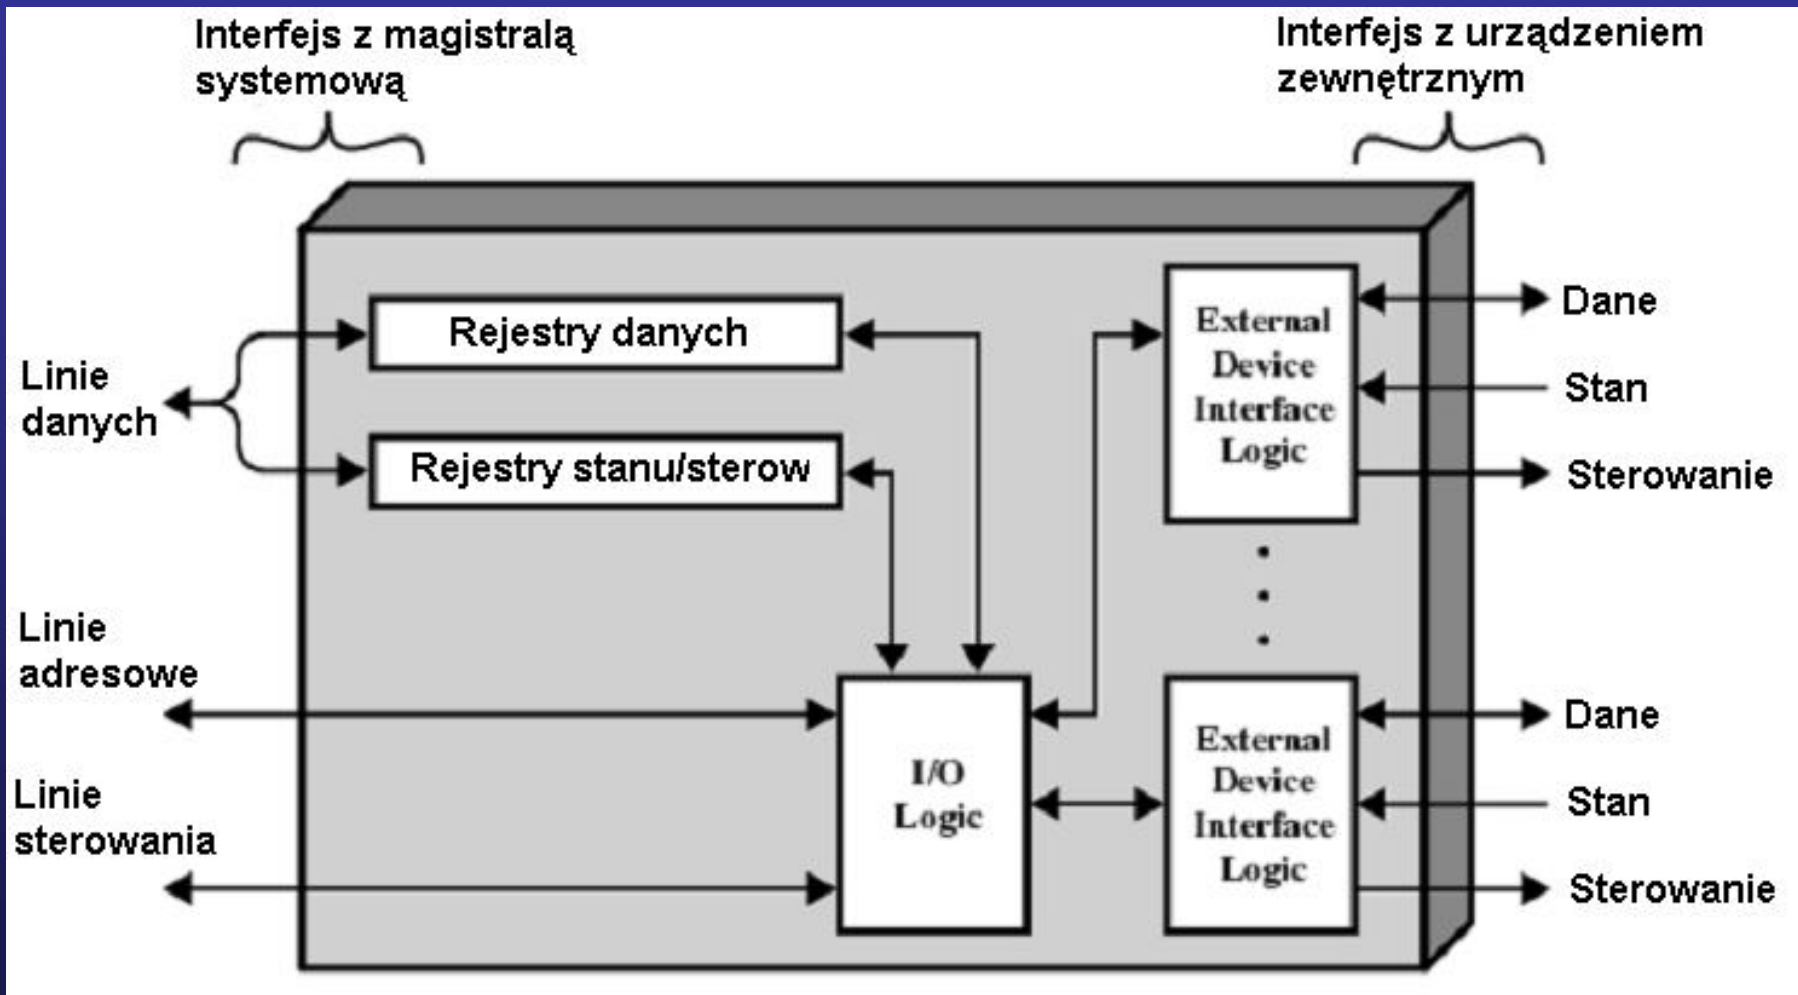 Interfejs z magistralą
systemową
Interfejs z urządzeniem
zewnętrznym
Linie
danych
Rejestry danych
Rejestry stanu/sterow
External
Device
Interface
Logic
Dane
Stan
Sterowanie
Linie
adresowe
Linie
sterowania
I/O
Logic
External
Device
Interface
Logic
Dane
Stan
Sterowanie